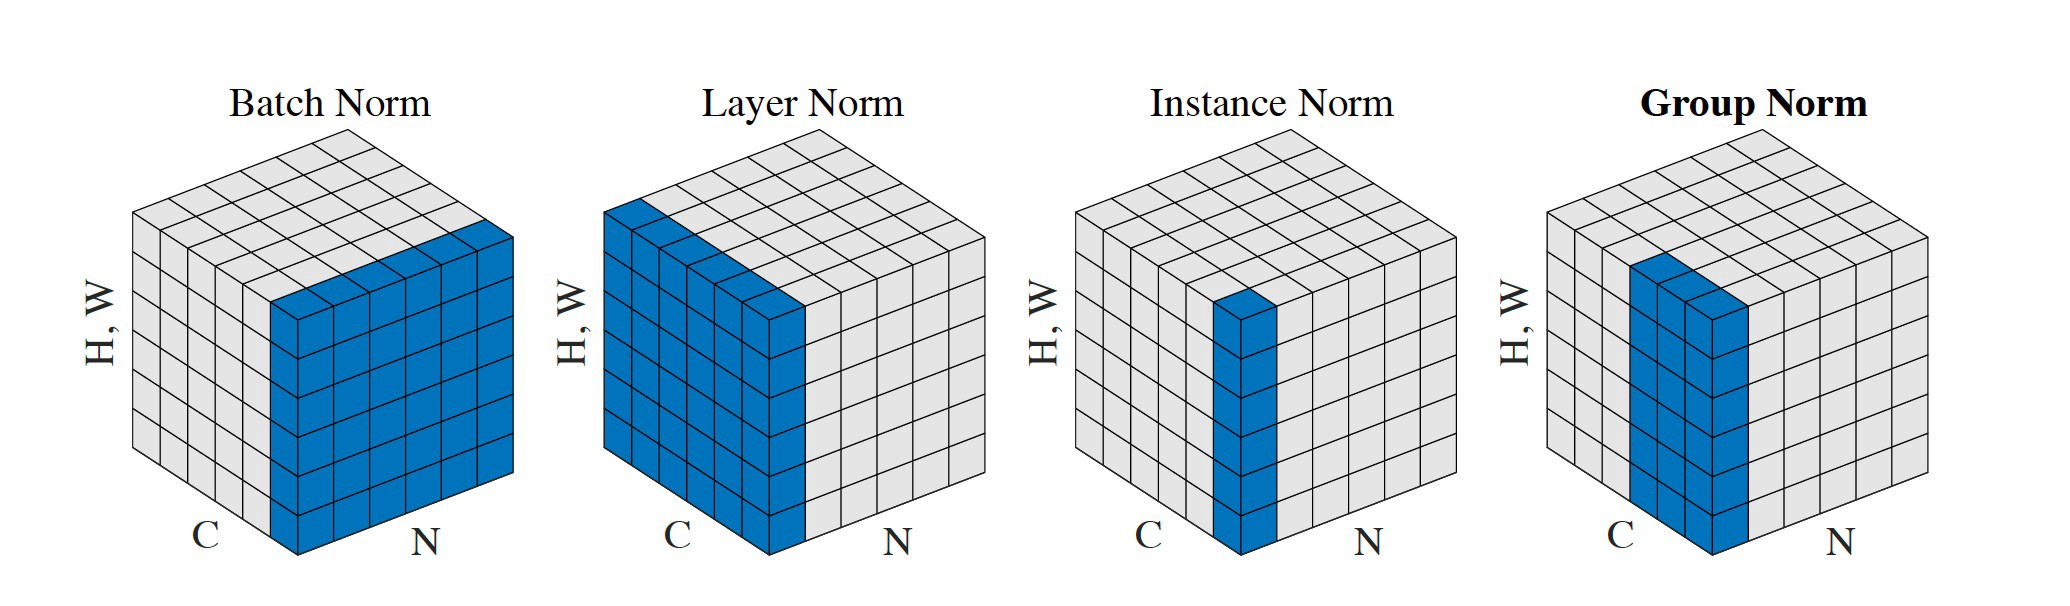 Batch Norm
H, W
C
N
Layer Norm
H, W
C
N
Instance Norm
H, W
C
N
Group Norm
H, W
C
N